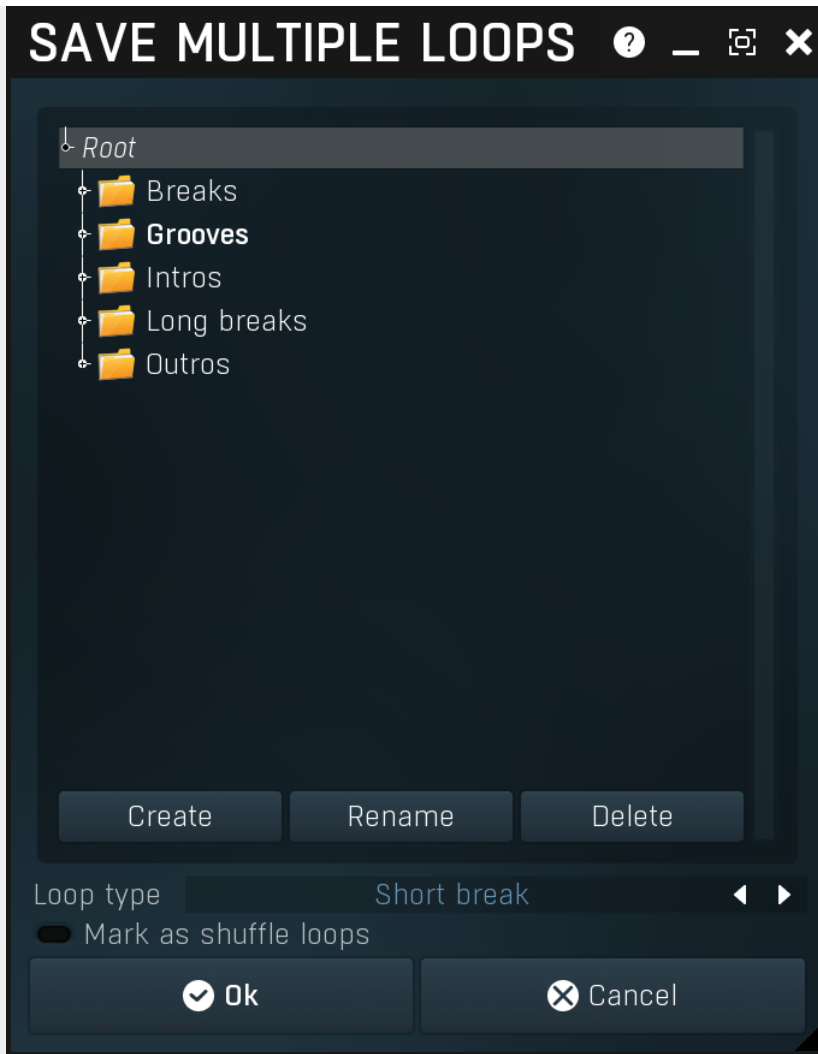 SAVE MULTIPLE LOOPS ?
Root
Breaks
Grooves
Intros
Long breaks
Outros
Create Rename Delete
Loop type Short break
Mark as shuffle loops
Ok Cancel